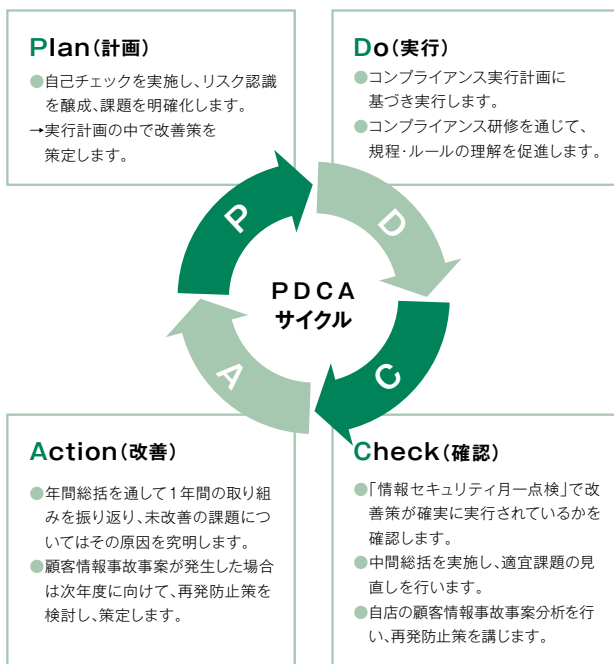 Plan(計画)
●自己チェックを実施し、リスク認識
を醸成、課題を明確化します。
→実行計画の中で改善策を
策定します。
Do(実行)
●コンプライアンス実行計画に
基づき実行します。
●コンプライアンス研修を通じて、
規程・ルールの理解を促進します。
P
D
PDCA
サイクル
A
C
Action(改善)
●年間総括を通して1年間の取り組
みを振り返り、未改善の課題につ
いてはその原因を究明します。
●顧客情報事故事案が発生した場合
は次年度に向けて、再発防止策を
検討し、策定します。
Check(確認)
●「情報セキュリティ月一点検」で改
善策が確実に実行されているかを
確認します。
●中間総括を実施し、適宜課題の見
直しを行います。
●自店の顧客情報事故事案分析を行
い、再発防止策を講じます。